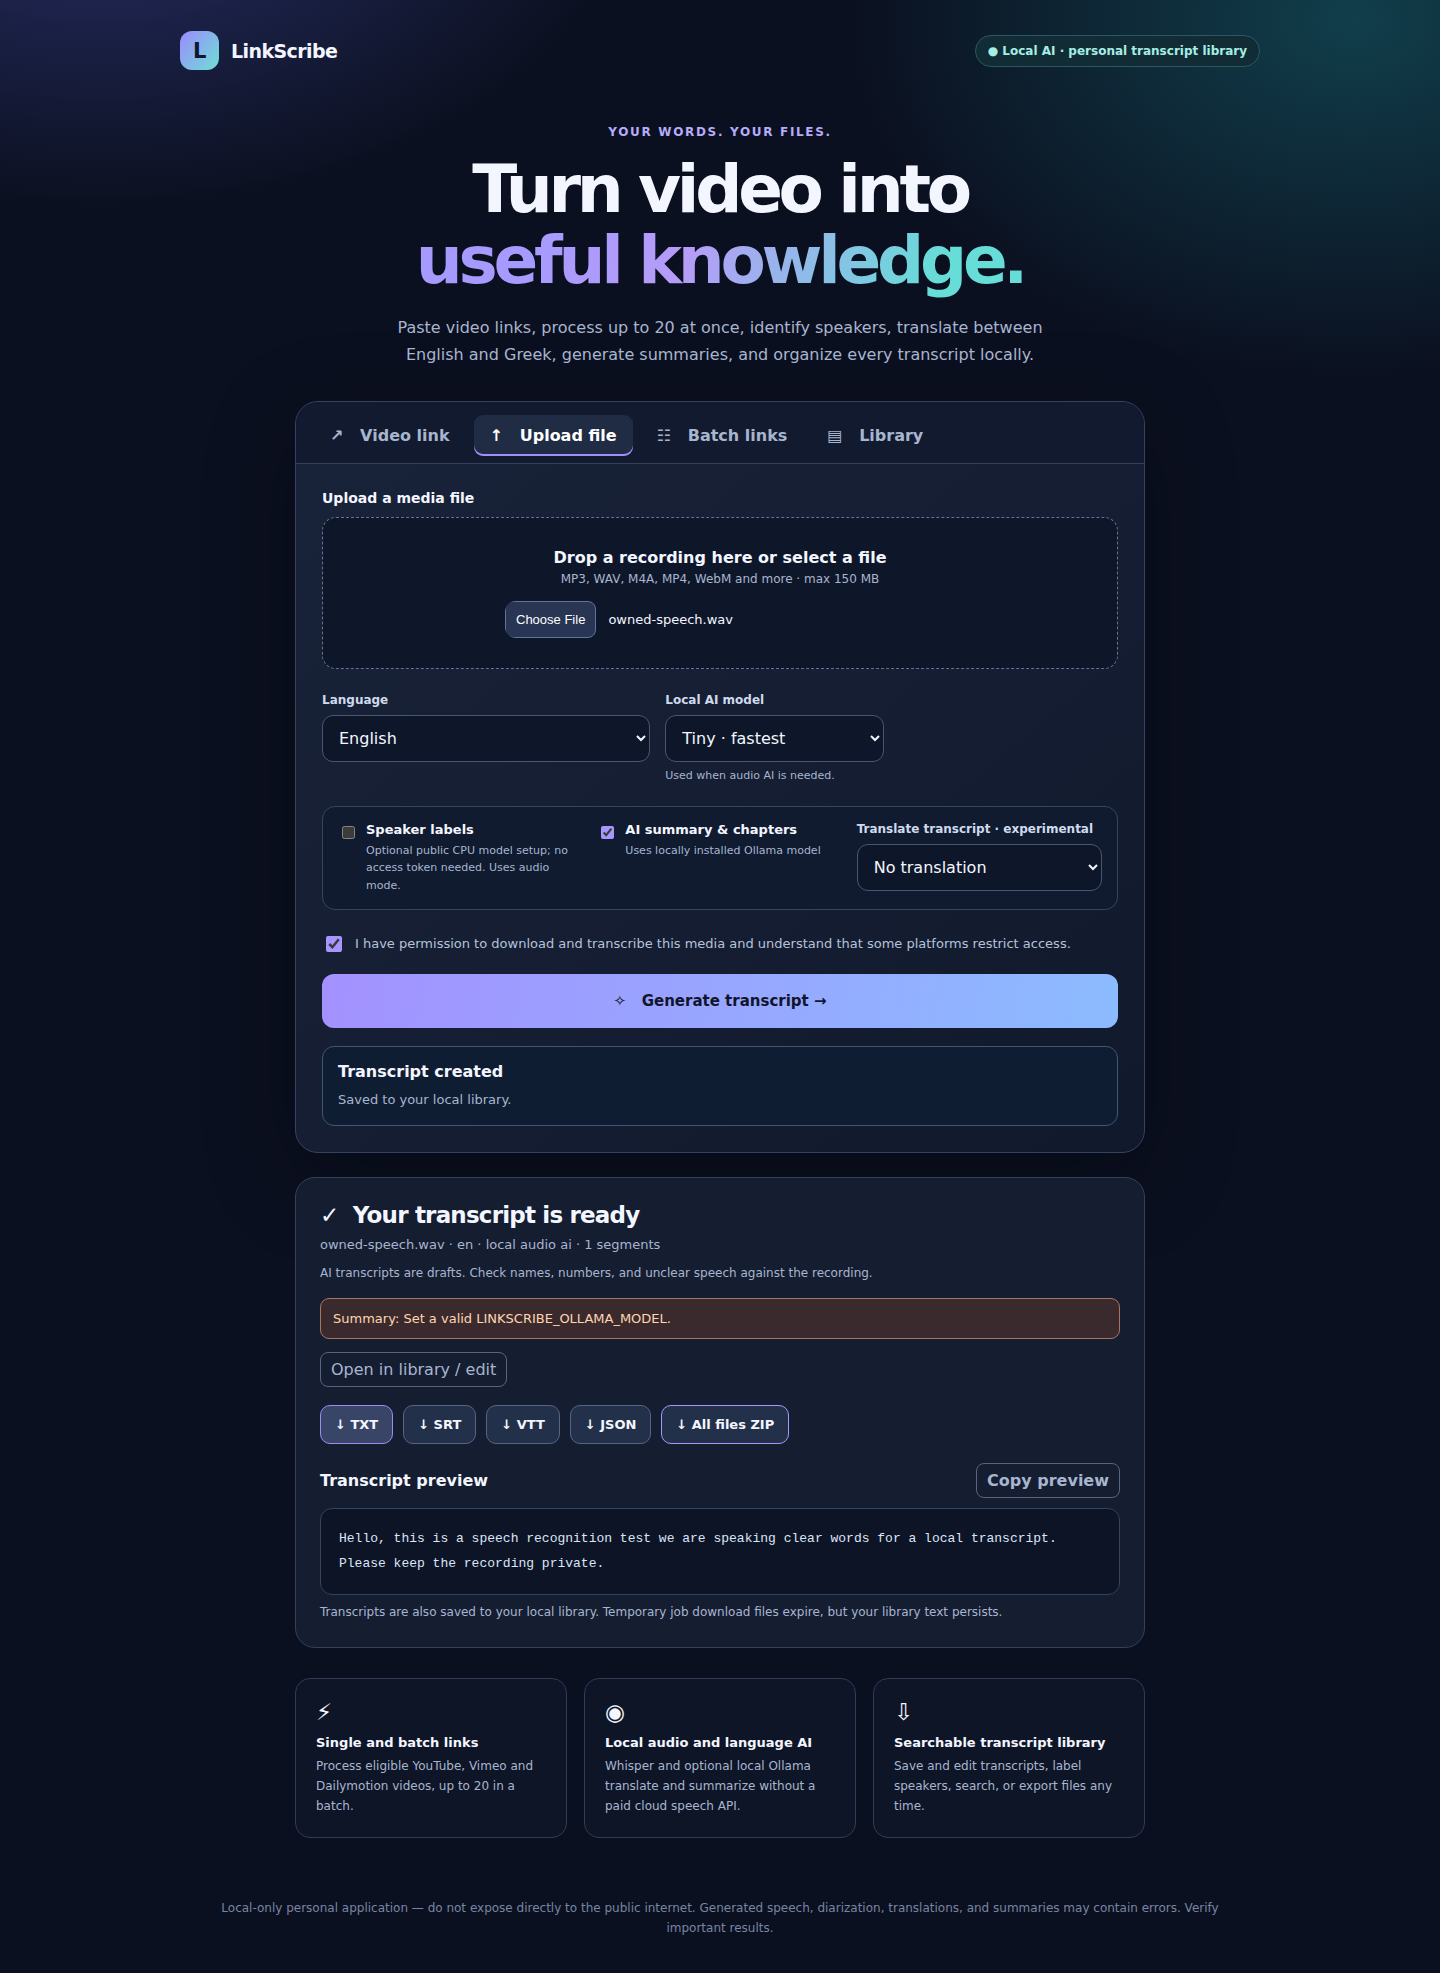 L LinkScribe
● Local AI · personal transcript library
YOUR WORDS. YOUR FILES.
Turn video into
useful knowledge.
Paste video links, process up to 20 at once, identify speakers, translate between
English and Greek, generate summaries, and organize every transcript locally.
↗ Video link ↑ Upload file ☷ Batch links ▤ Library
Upload a media file
Drop a recording here or select a file
MP3, WAV, M4A, MP4, WebM and more · max 150 MB
Choose File owned-speech.wav
Language Local AI model
English Tiny · fastest
Used when audio AI is needed.
Speaker labels
Optional public CPU model setup; no
access token needed. Uses audio
mode.
AI summary & chapters
Uses locally installed Ollama model
Translate transcript · experimental
No translation
I have permission to download and transcribe this media and understand that some platforms restrict access.
✧ Generate transcript →
Transcript created
Saved to your local library.
✓ Your transcript is ready
owned-speech.wav · en · local audio ai · 1 segments
AI transcripts are drafts. Check names, numbers, and unclear speech against the recording.
Summary: Set a valid LINKSCRIBE_OLLAMA_MODEL.
Open in library / edit
↓ TXT ↓ SRT ↓ VTT ↓ JSON ↓ All files ZIP
Transcript preview Copy preview
Hello, this is a speech recognition test we are speaking clear words for a local transcript.
Please keep the recording private.
Transcripts are also saved to your local library. Temporary job download files expire, but your library text persists.
⚡
Single and batch links
Process eligible YouTube, Vimeo and
Dailymotion videos, up to 20 in a
batch.
◉
Local audio and language AI
Whisper and optional local Ollama
translate and summarize without a
paid cloud speech API.
⇩
Searchable transcript library
Save and edit transcripts, label
speakers, search, or export files any
time.
Local-only personal application — do not expose directly to the public internet. Generated speech, diarization, translations, and summaries may contain errors. Verify
important results.